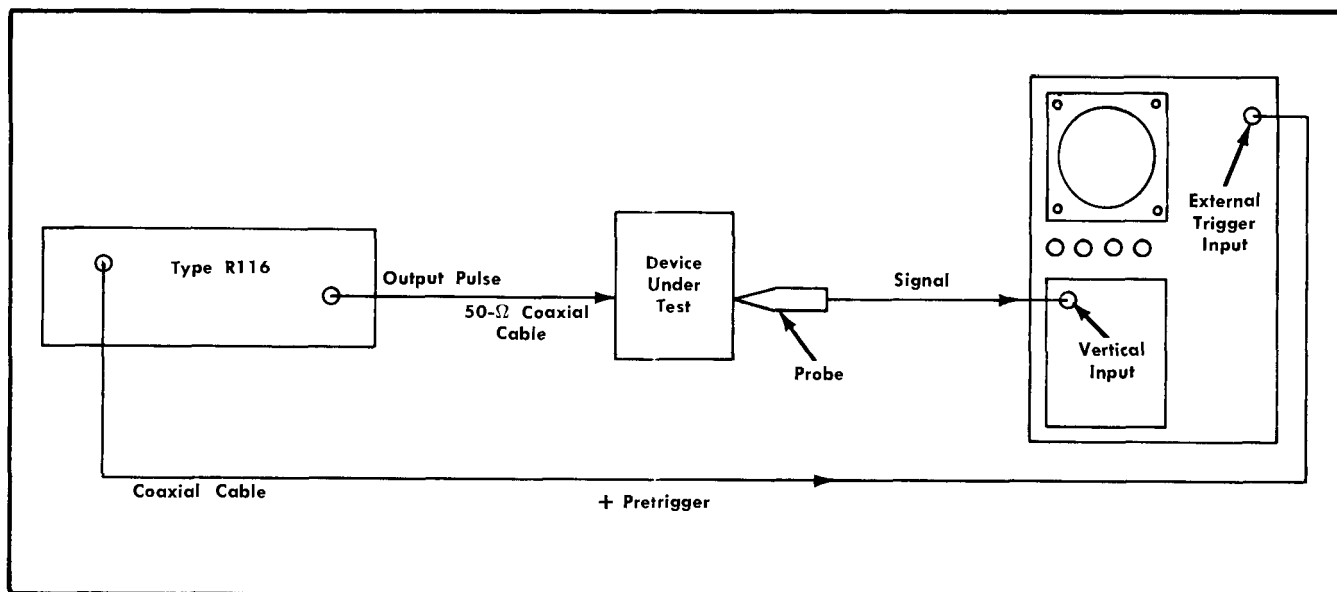 Type R116
Output Pulse
50-Ω Coaxial
Cable
Device
Under
Test
Probe
Signal
External
Trigger
Input
Vertical
Input
Coaxial Cable
+ Pretrigger